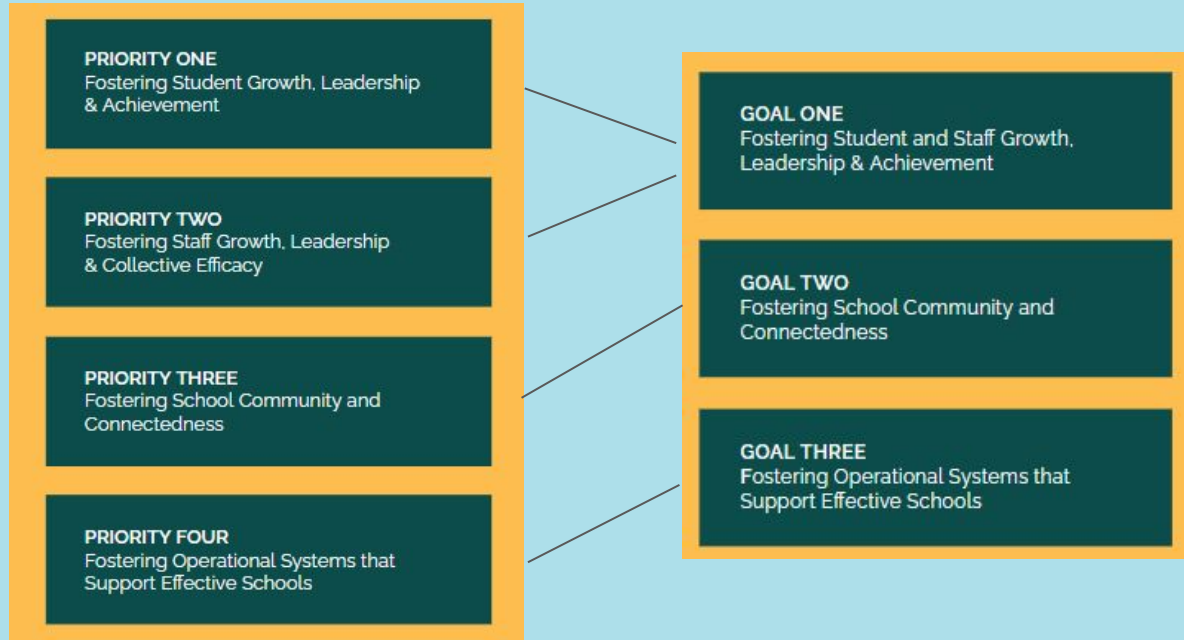 PRIORITY ONE
Fostering Student Growth, Leadership
& Achievement
PRIORITY TWO
Fostering Staff Growth, Leadership
& Collective Efficacy
PRIORITY THREE
Fostering School Community and
Connectedness
PRIORITY FOUR
Fostering Operational Systems that
Support Effective Schools
GOAL ONE
Fostering Student and Staff Growth,
Leadership & Achievement
GOAL TWO
Fostering School Community and
Connectedness
GOAL THREE
Fostering Operational Systems that
Support Effective Schools